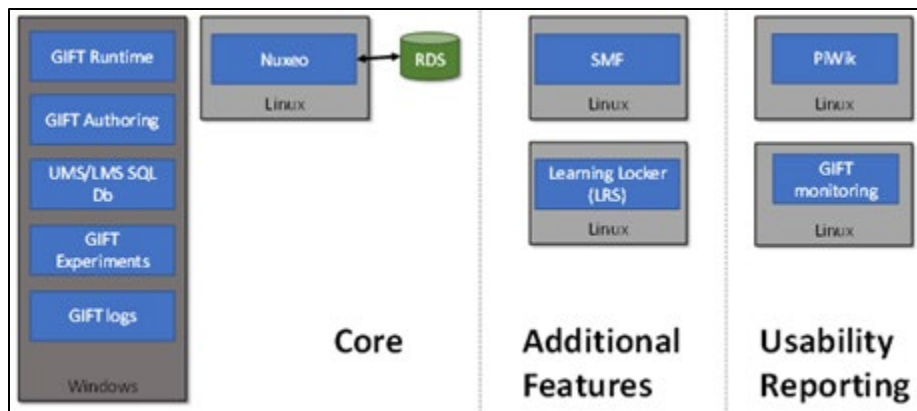 GIFT Runtime
GIFT Authoring
UMS/LMS SQL
Db
GIFT
Experiments
GIFT logs
Windows
Nuxeo
Linux
RDS
Core
SMF
Linux
Learning Locker
(LRS)
Linux
Additional
Features
PiWik
Linux
GIFT
monitoring
Linux
Usability
Reporting